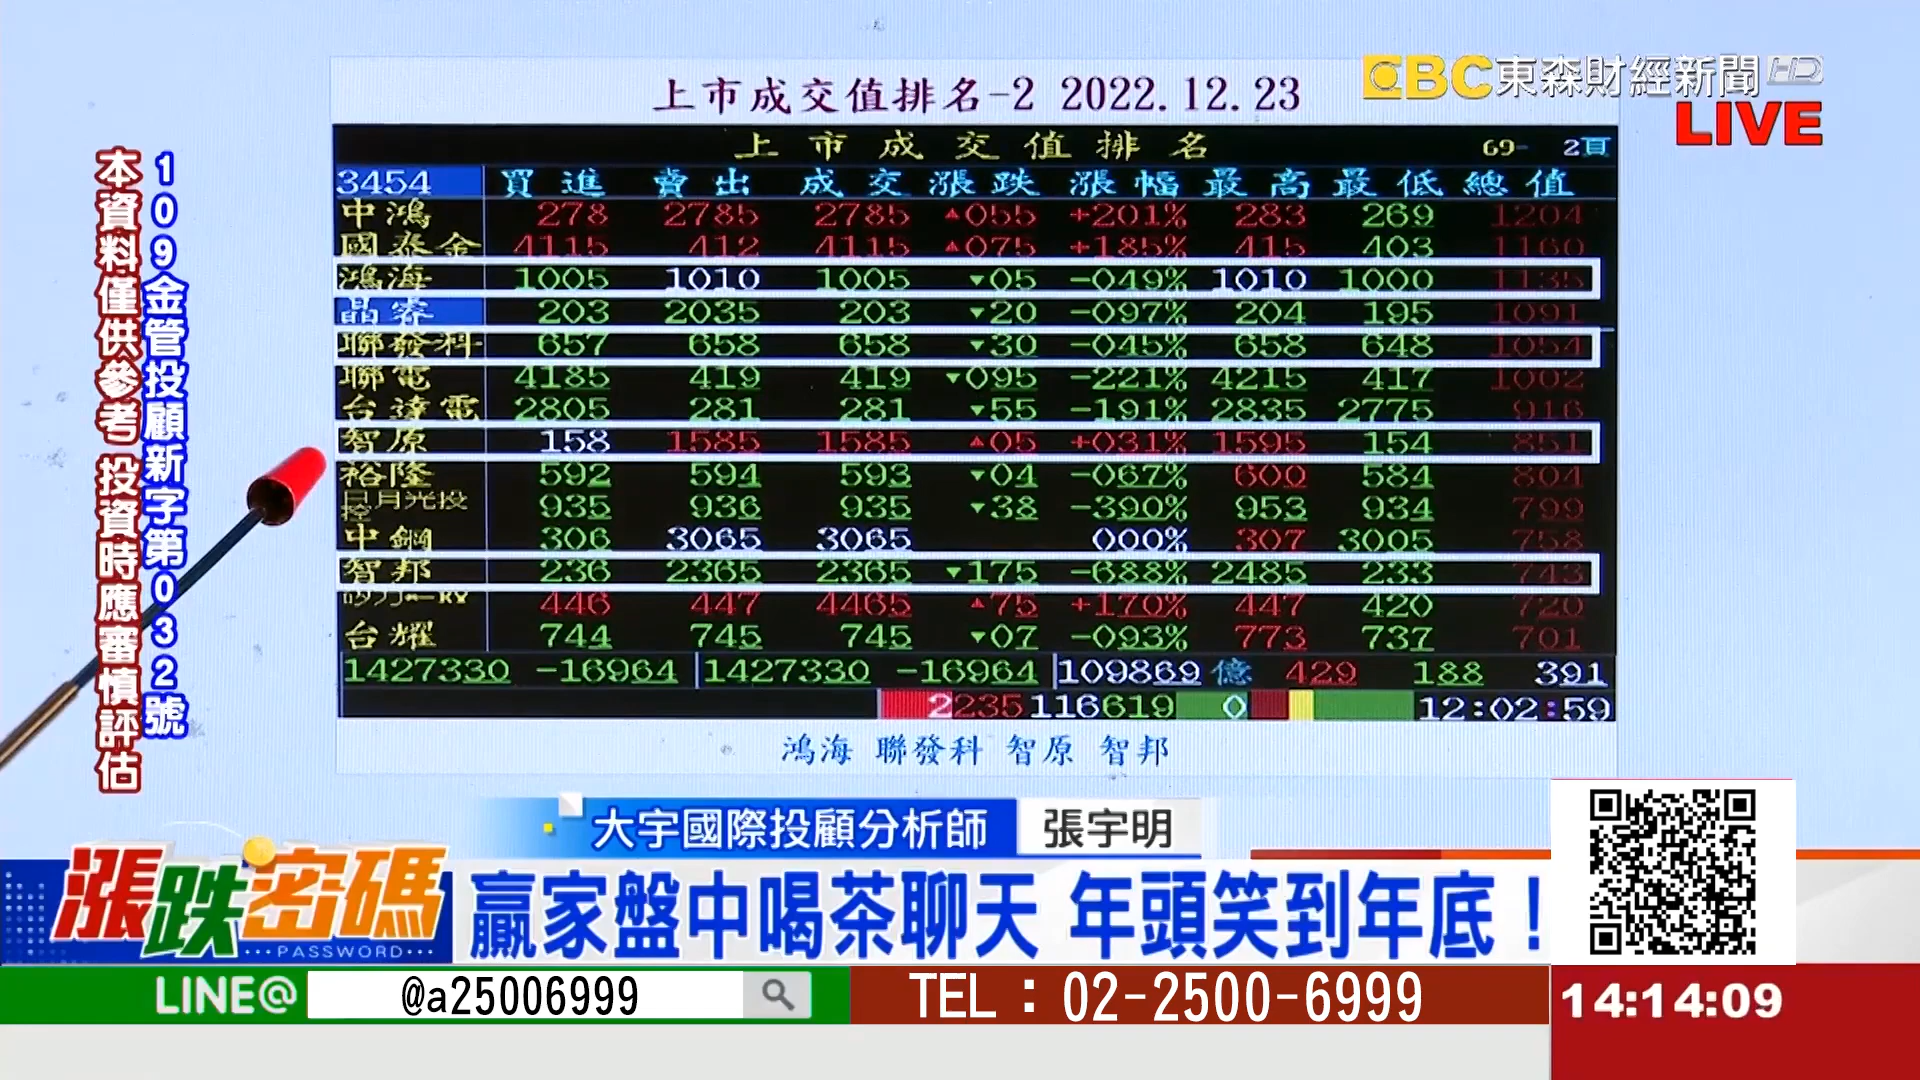 上市成交值排名-2 2022.12.23
EBC東森財經新聞HD
LIVE
上市成交值排名 69- 2頁
3454 買進 賣出 成交 漲跌 漲幅 最高 最低 總值
中鴻 278 2785 2785 ▲055 +201% 283 269 1204
國泰金 4115 412 4115 ▲075 +185% 415 403 1160
鴻海 1005 1010 1005 ▼05 -049% 1010 1000 1135
晶睿 203 2035 203 ▼20 -097% 204 195 1091
聯發科 657 658 658 ▼30 -045% 658 648 1054
聯電 4185 419 419 ▼095 -221% 4215 417 1002
台達電 2805 281 281 ▼55 -191% 2835 2775 916
智原 158 1585 1585 ▲05 +031% 1595 154 851
裕隆 592 594 593 ▼04 -067% 600 584 804
日月光投控 935 936 935 ▼38 -390% 953 934 799
中鋼 306 3065 3065 000% 307 3005 758
智邦 236 2365 2365 ▼175 -688% 2485 233 743
446 447 4465 ▲75 +170% 447 420 720
台耀 744 745 745 ▼07 -093% 773 737 701
1427330 -16964 1427330 -16964 109869億 429 188 391
2235 116619 0 12:02:59
鴻海 聯發科 智原 智邦
109金管投顧新字第032號
本資料僅供參考 投資時應審慎評估
大宇國際投顧分析師 張宇明
漲跌密碼
PASSWORD
贏家盤中喝茶聊天 年頭笑到年底！
LINE@ @a25006999
TEL：02-2500-6999
14:14:09